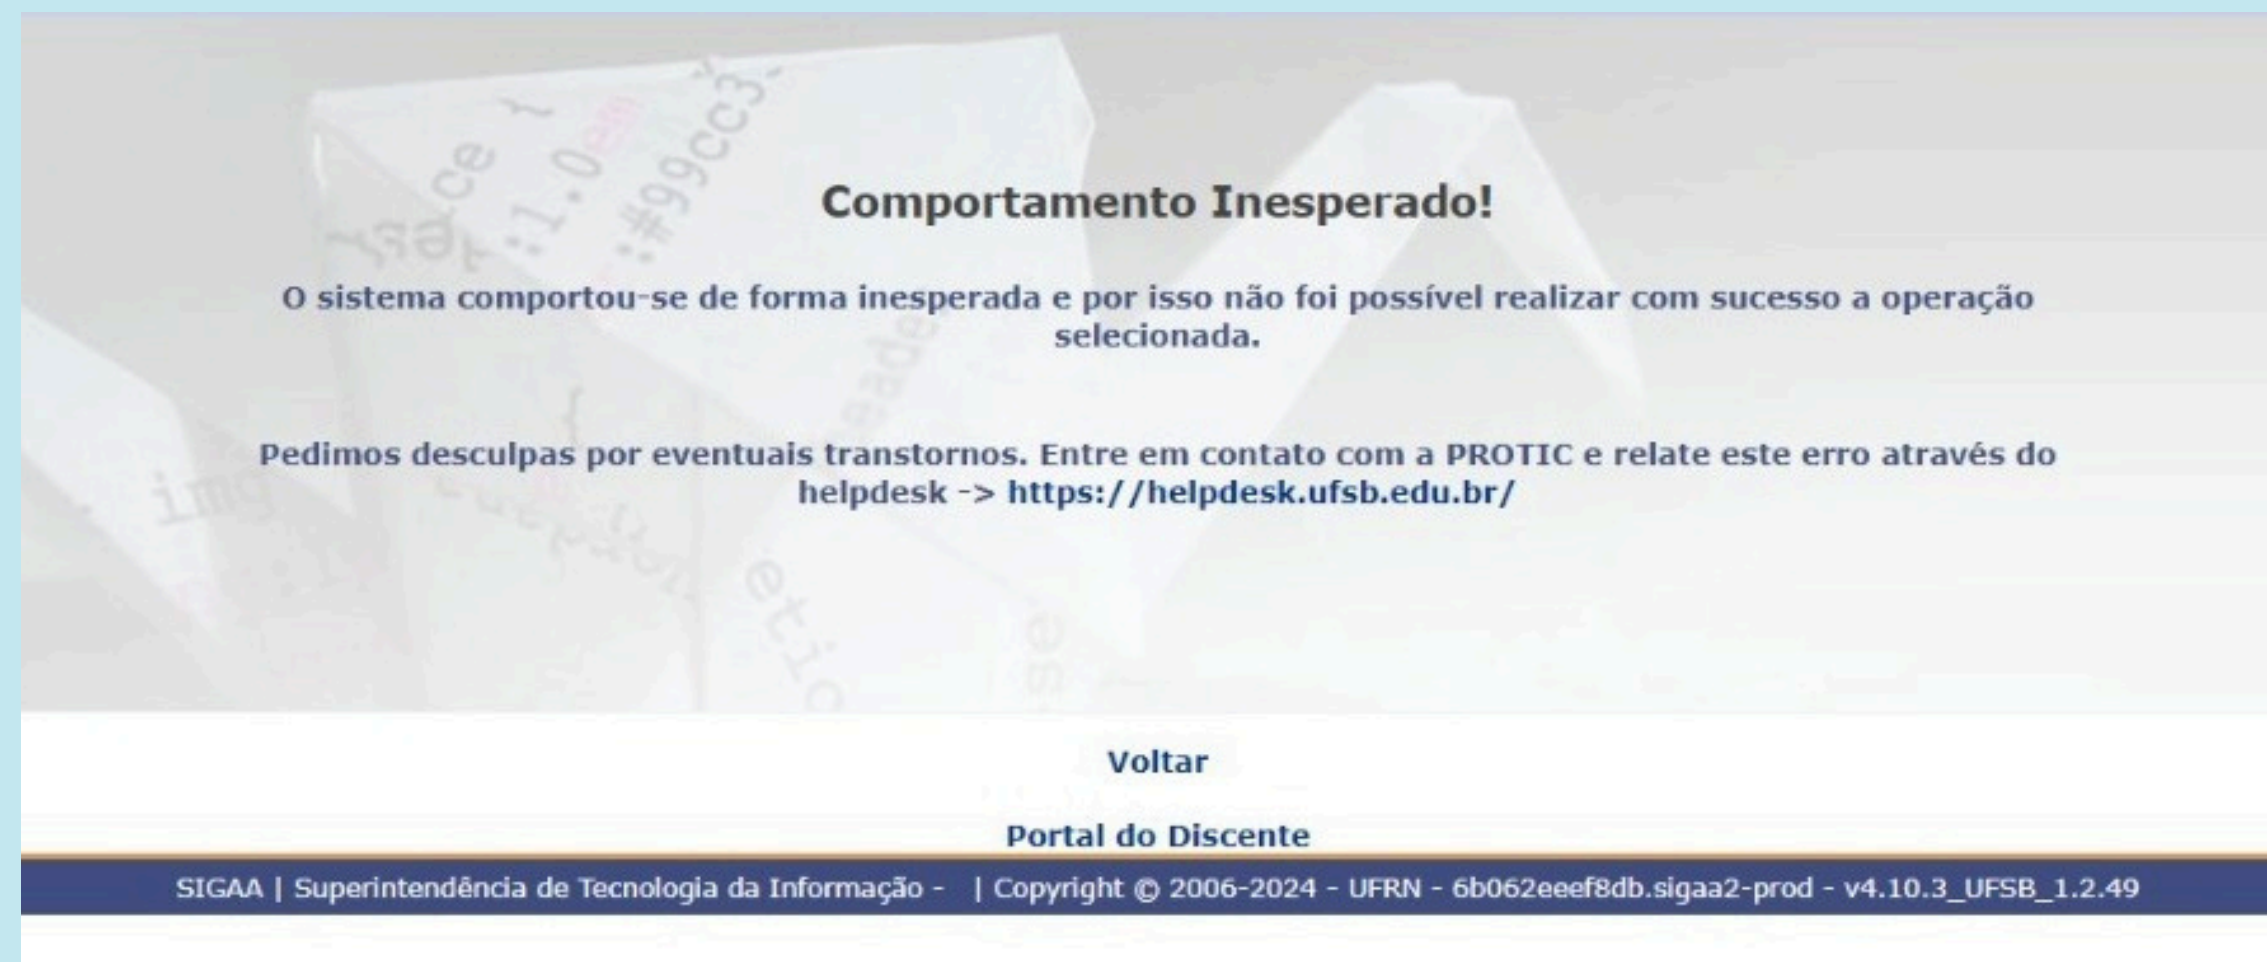 Comportamento Inesperado!
O sistema comportou-se de forma inesperada e por isso não foi possível realizar com sucesso a operação
selecionada.
Pedimos desculpas por eventuais transtornos. Entre em contato com a PROTIC e relate este erro através do
helpdesk -> https://helpdesk.ufsb.edu.br/
Voltar
Portal do Discente
SIGAA | Superintendência de Tecnologia da Informação - | Copyright © 2006-2024 - UFRN - 6b062eeef8db.sigaa2-prod - v4.10.3_UFSB_1.2.49